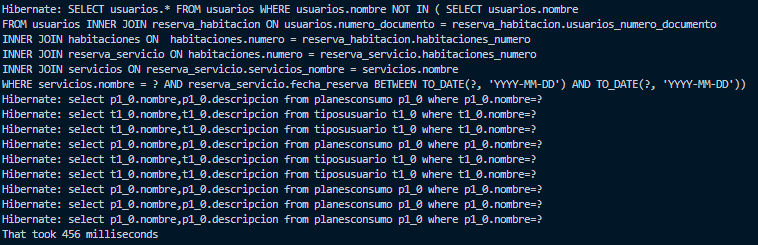 Hibernate: SELECT usuarios.* FROM usuarios WHERE usuarios.nombre NOT IN ( SELECT usuarios.nombre
FROM usuarios INNER JOIN reserva_habitacion ON usuarios.numero_documento = reserva_habitacion.usuarios_numero_documento
INNER JOIN habitaciones ON  habitaciones.numero = reserva_habitacion.habitaciones_numero
INNER JOIN reserva_servicio ON habitaciones.numero = reserva_servicio.habitaciones_numero
INNER JOIN servicios ON reserva_servicio.servicios_nombre = servicios.nombre
WHERE servicios.nombre = ? AND reserva_servicio.fecha_reserva BETWEEN TO_DATE(?, 'YYYY-MM-DD') AND TO_DATE(?, 'YYYY-MM-DD'))
Hibernate: select p1_0.nombre,p1_0.descripcion from planesconsumo p1_0 where p1_0.nombre=?
Hibernate: select t1_0.nombre,t1_0.descripcion from tiposusuario t1_0 where t1_0.nombre=?
Hibernate: select t1_0.nombre,t1_0.descripcion from tiposusuario t1_0 where t1_0.nombre=?
Hibernate: select p1_0.nombre,p1_0.descripcion from planesconsumo p1_0 where p1_0.nombre=?
Hibernate: select t1_0.nombre,t1_0.descripcion from tiposusuario t1_0 where t1_0.nombre=?
Hibernate: select t1_0.nombre,t1_0.descripcion from tiposusuario t1_0 where t1_0.nombre=?
Hibernate: select p1_0.nombre,p1_0.descripcion from planesconsumo p1_0 where p1_0.nombre=?
Hibernate: select p1_0.nombre,p1_0.descripcion from planesconsumo p1_0 where p1_0.nombre=?
Hibernate: select p1_0.nombre,p1_0.descripcion from planesconsumo p1_0 where p1_0.nombre=?
That took 456 milliseconds